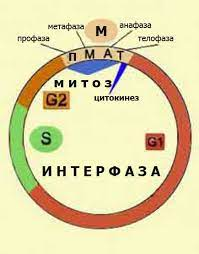 М
метафаза анафаза
профаза телофаза
П М А Т
МИТОЗ
G2 цитокинез
S G1
ИНТЕРФАЗА